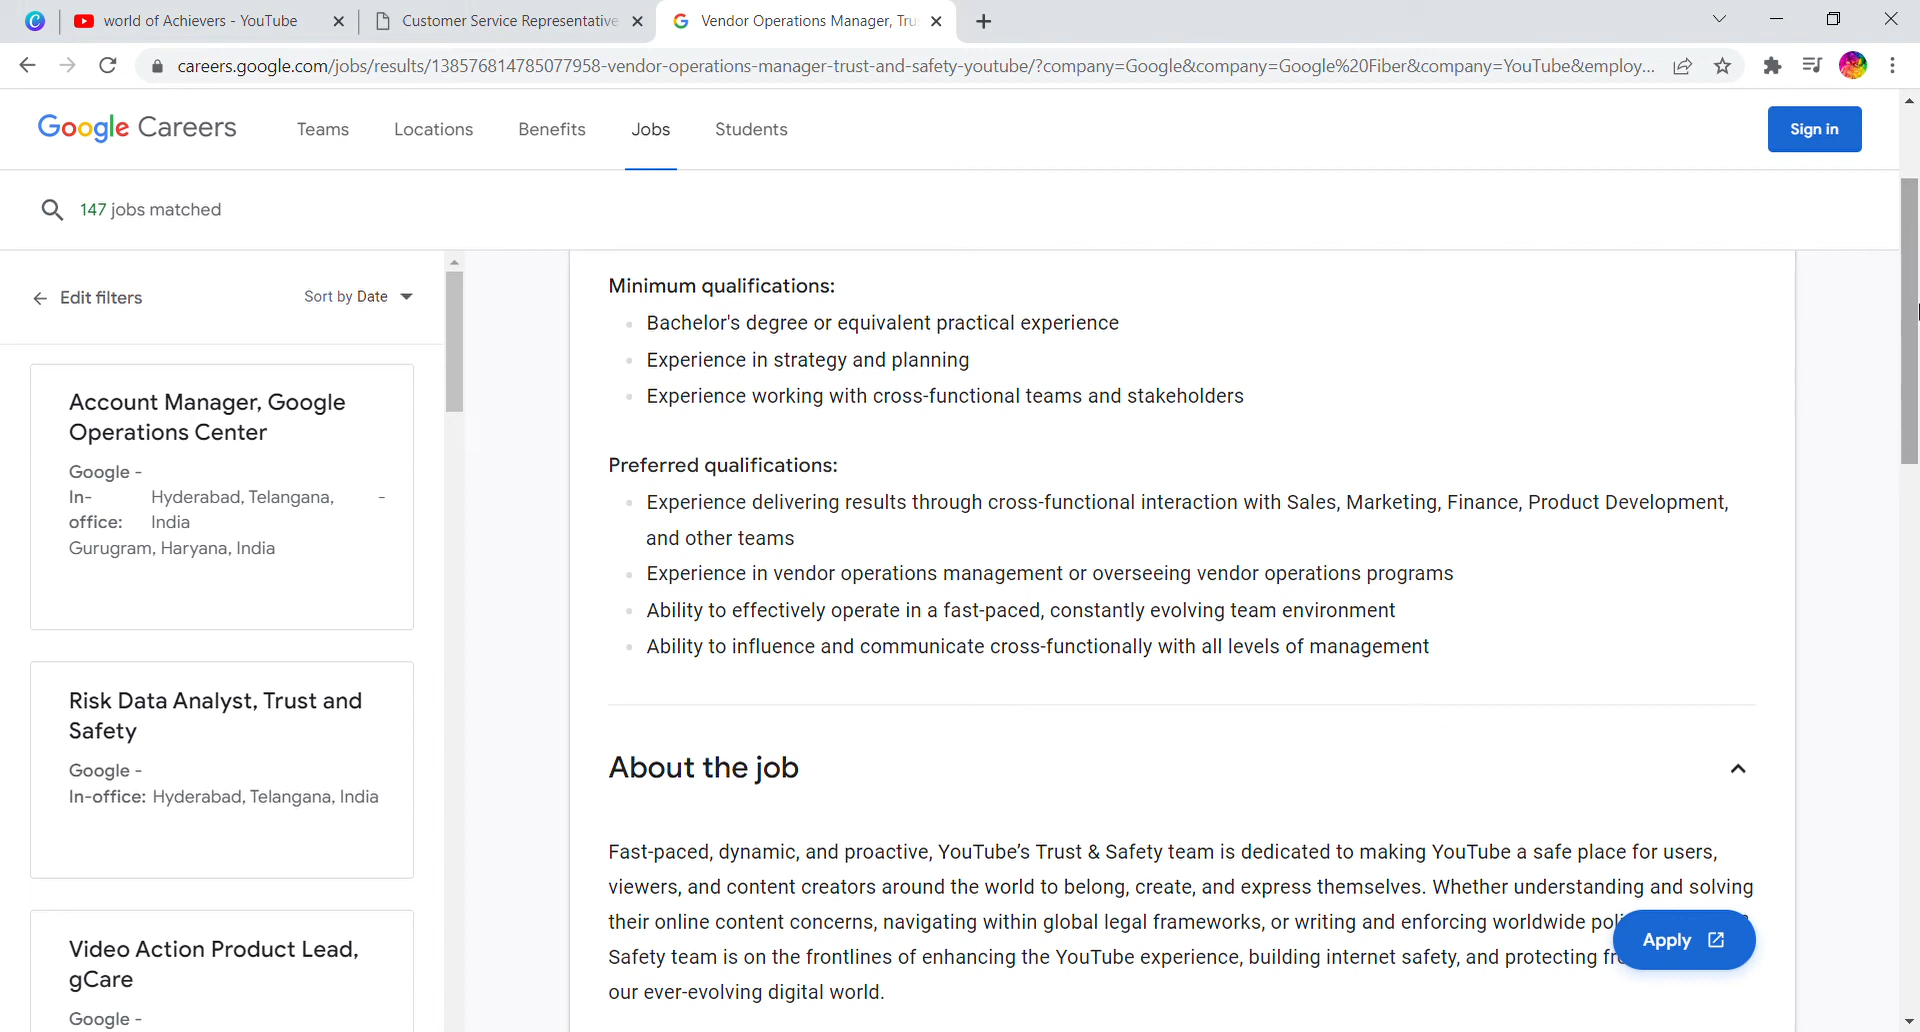 world of Achievers - YouTube
Customer Service Representative
Vendor Operations Manager, Tru
careers.google.com/jobs/results/138576814785077958-vendor-operations-manager-trust-and-safety-youtube/?company=Google&company=Google%20Fiber&company=YouTube&employ...
Google Careers
Teams
Locations
Benefits
Jobs
Students
Sign in
147 jobs matched
Edit filters
Sort by Date
Account Manager, Google
Operations Center
Google -
In- Hyderabad, Telangana, -
office: India
Gurugram, Haryana, India
Risk Data Analyst, Trust and
Safety
Google -
In-office: Hyderabad, Telangana, India
Video Action Product Lead,
gCare
Google -
Minimum qualifications:
Bachelor's degree or equivalent practical experience
Experience in strategy and planning
Experience working with cross-functional teams and stakeholders
Preferred qualifications:
Experience delivering results through cross-functional interaction with Sales, Marketing, Finance, Product Development,
and other teams
Experience in vendor operations management or overseeing vendor operations programs
Ability to effectively operate in a fast-paced, constantly evolving team environment
Ability to influence and communicate cross-functionally with all levels of management
About the job
Fast-paced, dynamic, and proactive, YouTube’s Trust & Safety team is dedicated to making YouTube a safe place for users,
viewers, and content creators around the world to belong, create, and express themselves. Whether understanding and solving
their online content concerns, navigating within global legal frameworks, or writing and enforcing worldwide
Safety team is on the frontlines of enhancing the YouTube experience, building internet safety, and protecting
our ever-evolving digital world.
Apply